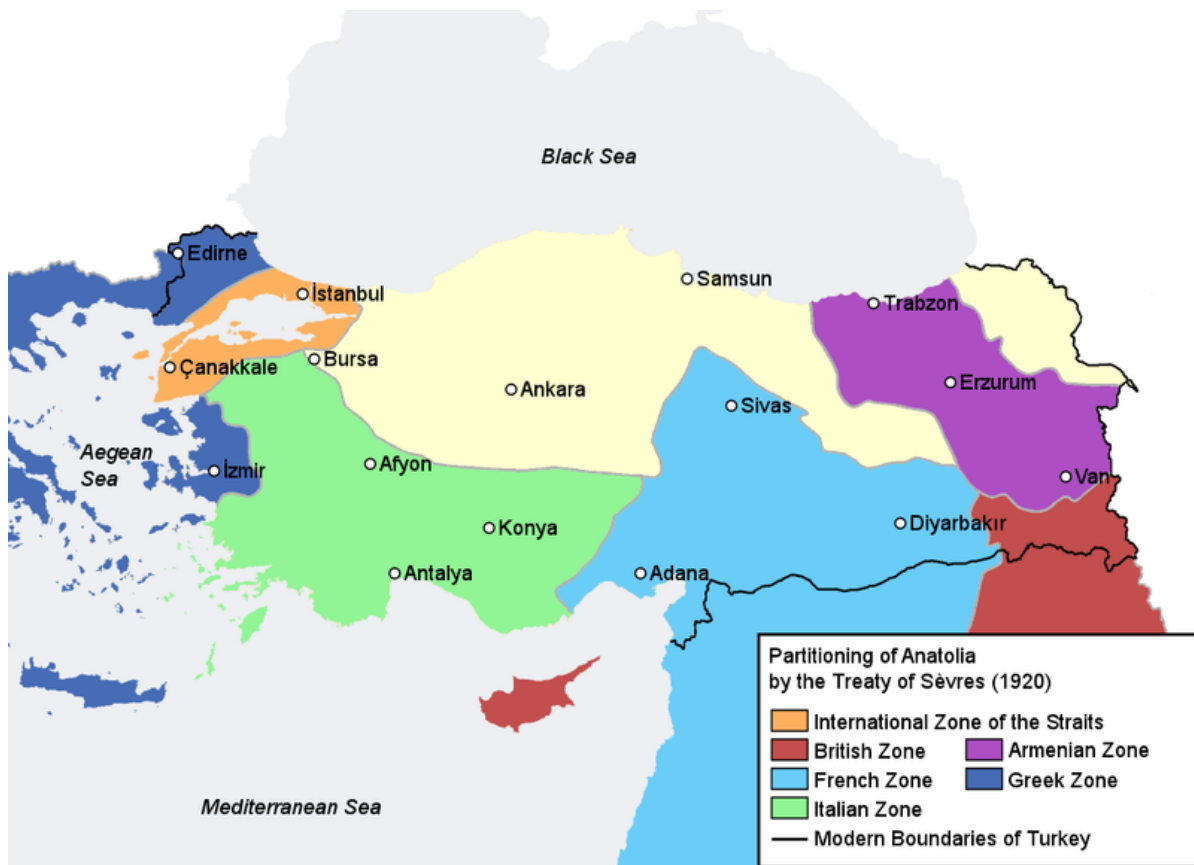 Black Sea
Edirne
Samsun
İstanbul
Trabzon
Bursa
Çanakkale
Erzurum
Ankara
Sivas
Aegean
Sea
İzmir
Afyon
Van
Konya
Diyarbakır
Antalya
Adana
Mediterranean Sea
Partitioning of Anatolia
by the Treaty of Sèvres (1920)
International Zone of the Straits
British Zone
Armenian Zone
French Zone
Greek Zone
Italian Zone
Modern Boundaries of Turkey